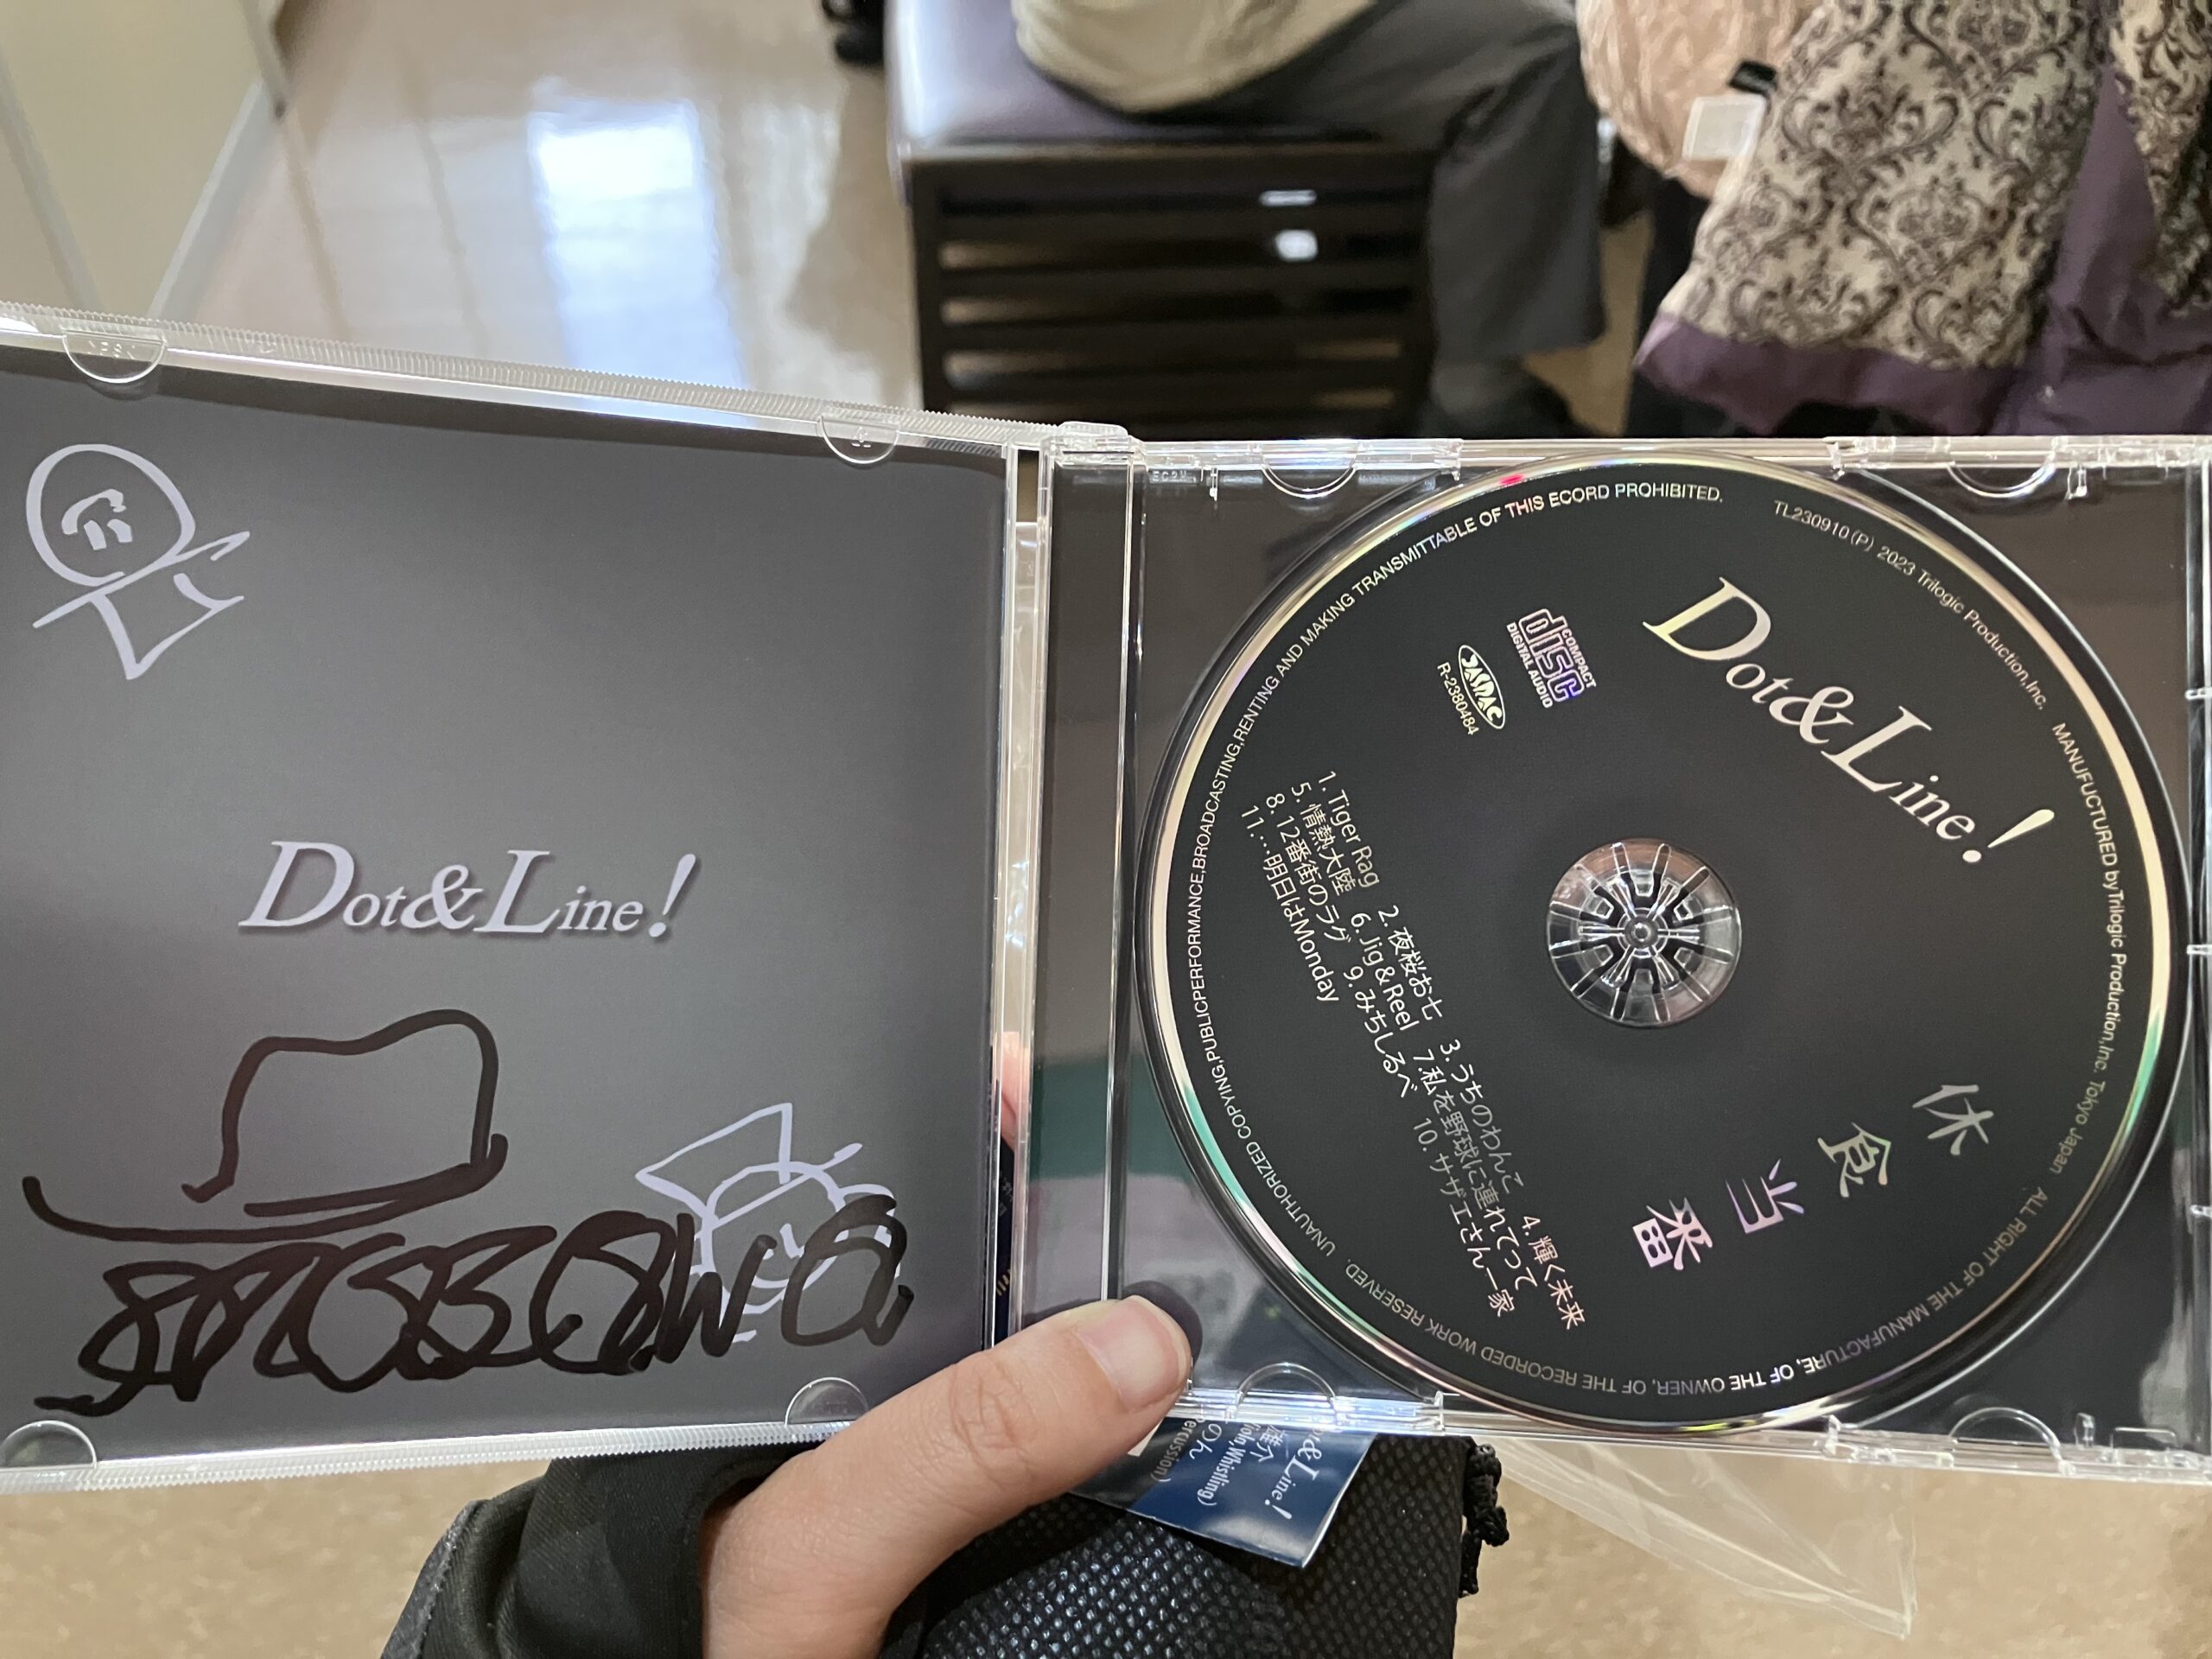 Dot&Line!
TL230910 (P) 2023 Trilogic Production,Inc. MANUFUCTURED byTrilogic Production,Inc. Tokyo Japan
ALL RIGHT OF THE MANUFACTURE, OF THE OWNER, OF THE RECORDED WORK RESERVED.
UNAUTHORIZED COPYING,PUBLICPERFORMANCE,BROADCASTING,RENTING AND MAKING TRANSMITTABLE OF THIS ECORD PROHIBITED.
Dot&Line!
COMPACT
disc
DIGITAL AUDIO
JASRAC
R-2380484
休食当番
1. Tiger Rag 2. 夜桜お七 3. うちのわんこ 4. 輝く未来
5. 情熱大陸 6. Jig&Reel 7. 私を野球に連れてって
8. 12番街のラグ 9. みちしるべ 10. サザエさん一家
11.…明日はMonday
&Line!
Whistling)